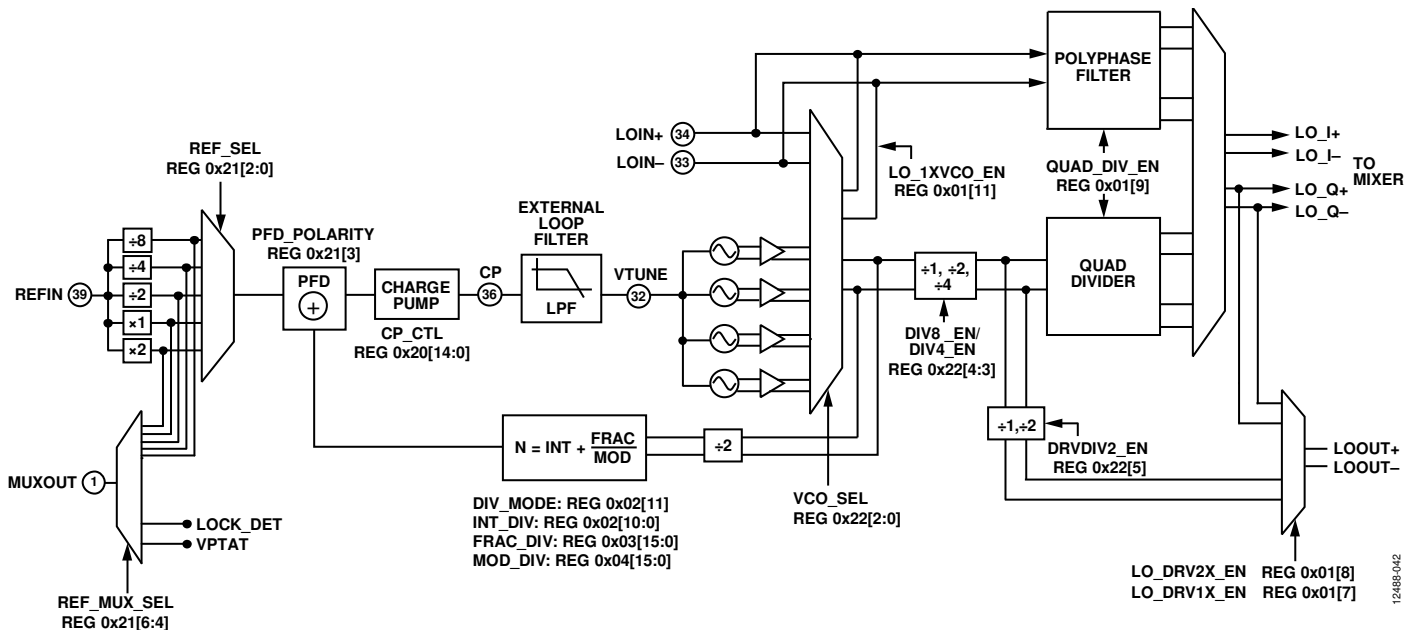 REF_SEL
REG 0x21[2:0]
÷8
÷4
÷2
×1
×2
REFIN 39
PFD_POLARITY
REG 0x21[3]
PFD
+
CHARGE
PUMP
CP_CTL
REG 0x20[14:0]
CP
36
EXTERNAL
LOOP
FILTER
LPF
VTUNE
32
LOIN+ 34
LOIN– 33
LO_1XVCO_EN
REG 0x01[11]
POLYPHASE
FILTER
QUAD_DIV_EN
REG 0x01[9]
QUAD
DIVIDER
LO_I+
LO_I–
LO_Q+
LO_Q–
TO
MIXER
÷1, ÷2,
÷4
DIV8_EN/
DIV4_EN
REG 0x22[4:3]
÷1,÷2
DRVDIV2_EN
REG 0x22[5]
LOOUT+
LOOUT–
LO_DRV2X_EN REG 0x01[8]
LO_DRV1X_EN REG 0x01[7]
VCO_SEL
REG 0x22[2:0]
÷2
N = INT + FRAC
MOD
DIV_MODE: REG 0x02[11]
INT_DIV: REG 0x02[10:0]
FRAC_DIV: REG 0x03[15:0]
MOD_DIV: REG 0x04[15:0]
MUXOUT 1
LOCK_DET
VPTAT
REF_MUX_SEL
REG 0x21[6:4]
12488-042